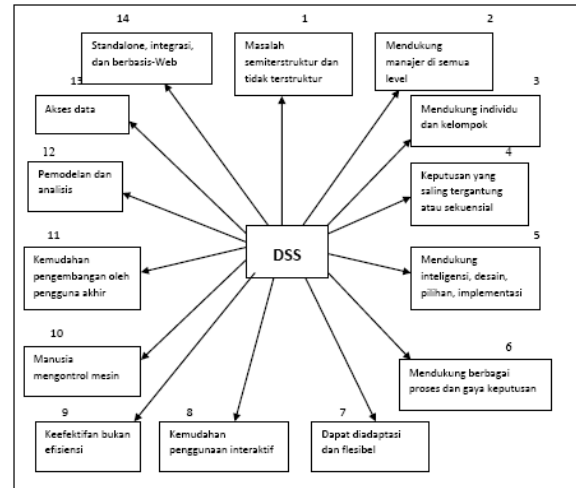 14
Standalone, integrasi,
dan berbasis-Web
1
Masalah
semiterstruktur dan
tidak terstruktur
2
Mendukung
manajer di semua
level
3
Mendukung individu
dan kelompok
4
Keputusan yang
saling tergantung
atau sekuensial
5
Mendukung
inteligensi, desain,
pilihan, implementasi
6
Mendukung berbagai
proses dan gaya keputusan
7
Dapat diadaptasi
dan flesibel
8
Kemudahan
penggunaan interaktif
9
Keefektifan bukan
efisiensi
10
Manusia
mengontrol mesin
11
Kemudahan
pengembangan oleh
pengguna akhir
12
Pemodelan dan
analisis
13
Akses data
DSS